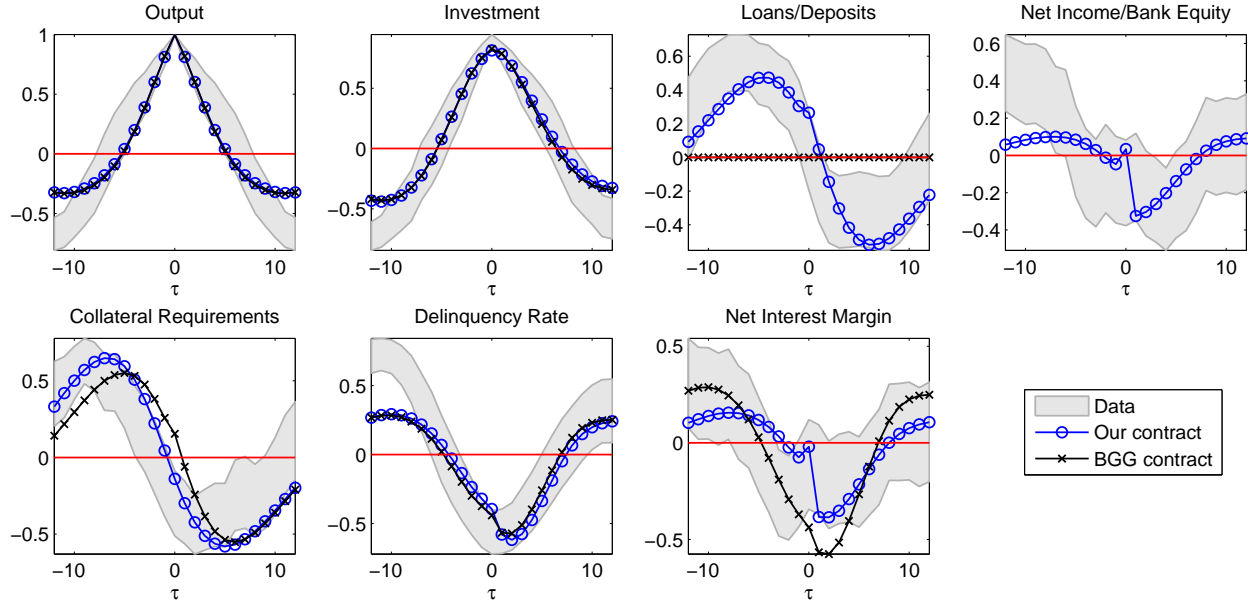 Output
1
0.5
0
−0.5
−10 0 10
τ
Investment
0.5
0
−0.5
−10 0 10
τ
Loans/Deposits
0.6
0.4
0.2
0
−0.2
−0.4
−10 0 10
τ
Net Income/Bank Equity
0.6
0.4
0.2
0
−0.2
−0.4
−10 0 10
τ
Collateral Requirements
0.5
0
−0.5
−10 0 10
τ
Delinquency Rate
0.5
0
−0.5
−10 0 10
τ
Net Interest Margin
0.5
0
−0.5
−10 0 10
τ
Data
Our contract
BGG contract